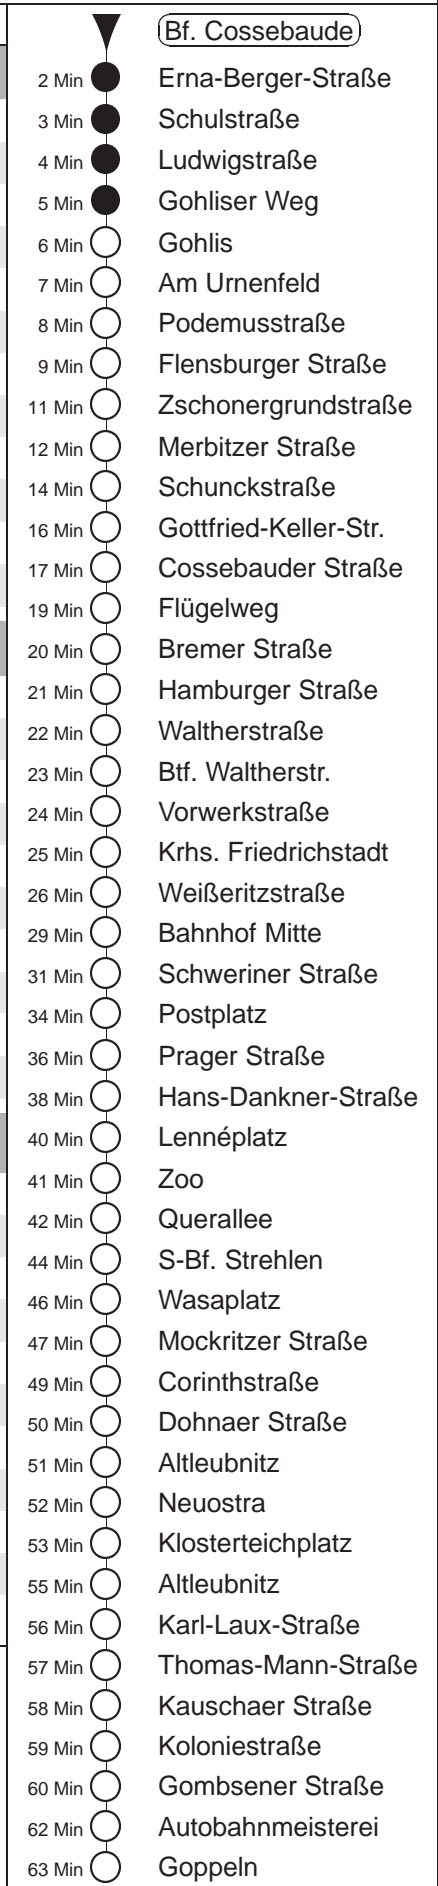 Bf. Cossebaude
2 Min Erna-Berger-Straße
3 Min Schulstraße
4 Min Ludwigstraße
5 Min Gohliser Weg
6 Min Gohlis
7 Min Am Urnenfeld
8 Min Podemusstraße
9 Min Flensburger Straße
11 Min Zschonergrundstraße
12 Min Merbitzer Straße
14 Min Schunckstraße
16 Min Gottfried-Keller-Str.
17 Min Cossebauder Straße
19 Min Flügelweg
20 Min Bremer Straße
21 Min Hamburger Straße
22 Min Waltherstraße
23 Min Btf. Waltherstr.
24 Min Vorwerkstraße
25 Min Krhs. Friedrichstadt
26 Min Weißeritzstraße
29 Min Bahnhof Mitte
31 Min Schweriner Straße
34 Min Postplatz
36 Min Prager Straße
38 Min Hans-Dankner-Straße
40 Min Lennéplatz
41 Min Zoo
42 Min Querallee
44 Min S-Bf. Strehlen
46 Min Wasaplatz
47 Min Mockritzer Straße
49 Min Corinthstraße
50 Min Dohnaer Straße
51 Min Altleubnitz
52 Min Neuostra
53 Min Klosterteichplatz
55 Min Altleubnitz
56 Min Karl-Laux-Straße
57 Min Thomas-Mann-Straße
58 Min Kauschaer Straße
59 Min Koloniestraße
60 Min Gombsener Straße
62 Min Autobahnmeisterei
63 Min Goppeln